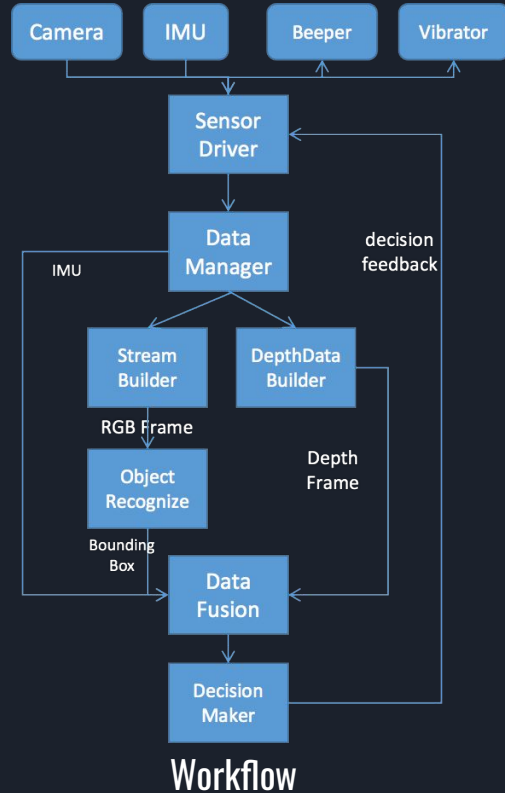 Camera
IMU
Beeper
Vibrator
Sensor
Driver
Data
Manager
decision
feedback
IMU
Stream
Builder
DepthData
Builder
RGB Frame
Depth
Frame
Object
Recognize
Bounding
Box
Data
Fusion
Decision
Maker
Workflow